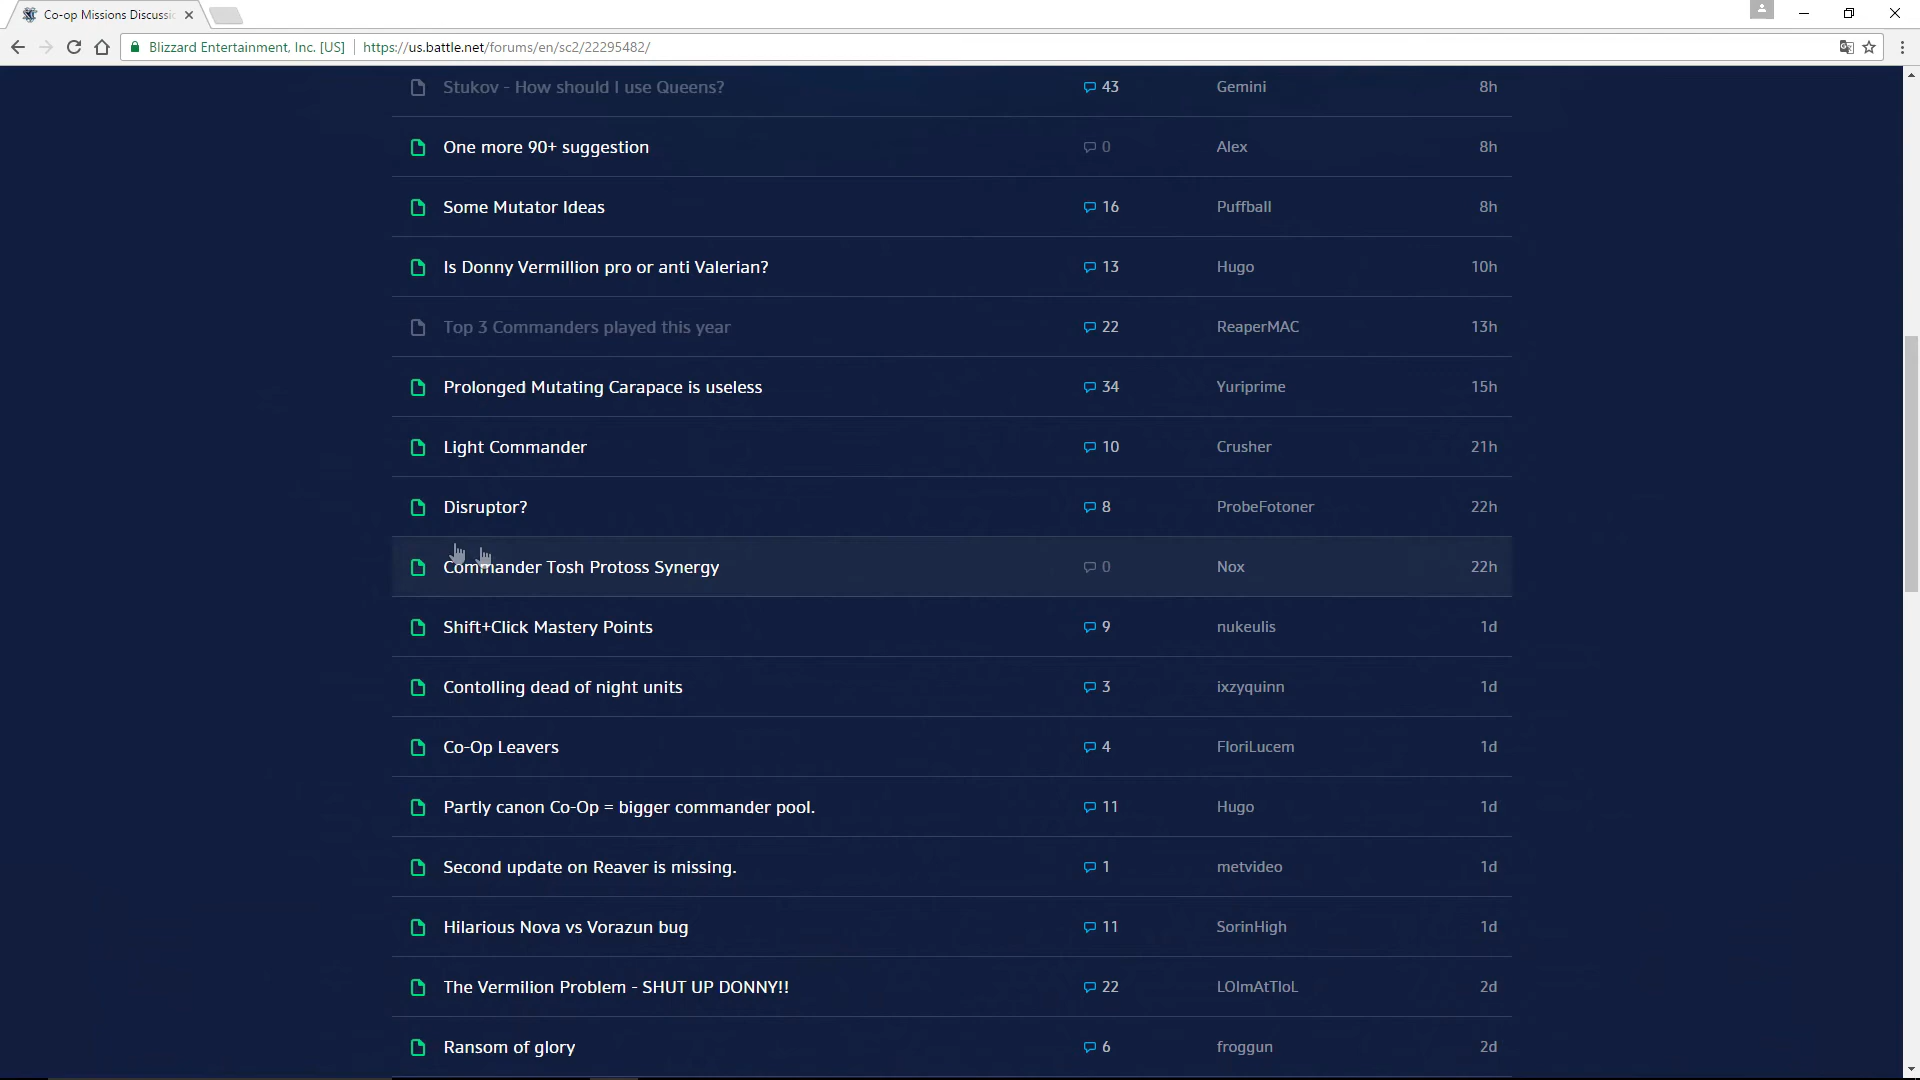 Co-op Missions Discussi
Blizzard Entertainment, Inc. [US] https://us.battle.net/forums/en/sc2/22295482/
Stukov - How should I use Queens? 43 Gemini 8h
One more 90+ suggestion 0 Alex 8h
Some Mutator Ideas 16 Puffball 8h
Is Donny Vermillion pro or anti Valerian? 13 Hugo 10h
Top 3 Commanders played this year 22 ReaperMAC 13h
Prolonged Mutating Carapace is useless 34 Yuriprime 15h
Light Commander 10 Crusher 21h
Disruptor? 8 ProbeFotoner 22h
Commander Tosh Protoss Synergy 0 Nox 22h
Shift+Click Mastery Points 9 nukeulis 1d
Contolling dead of night units 3 ixzyquinn 1d
Co-Op Leavers 4 FloriLucem 1d
Partly canon Co-Op = bigger commander pool. 11 Hugo 1d
Second update on Reaver is missing. 1 metvideo 1d
Hilarious Nova vs Vorazun bug 11 SorinHigh 1d
The Vermilion Problem - SHUT UP DONNY!! 22 LOlmAtTloL 2d
Ransom of glory 6 froggun 2d